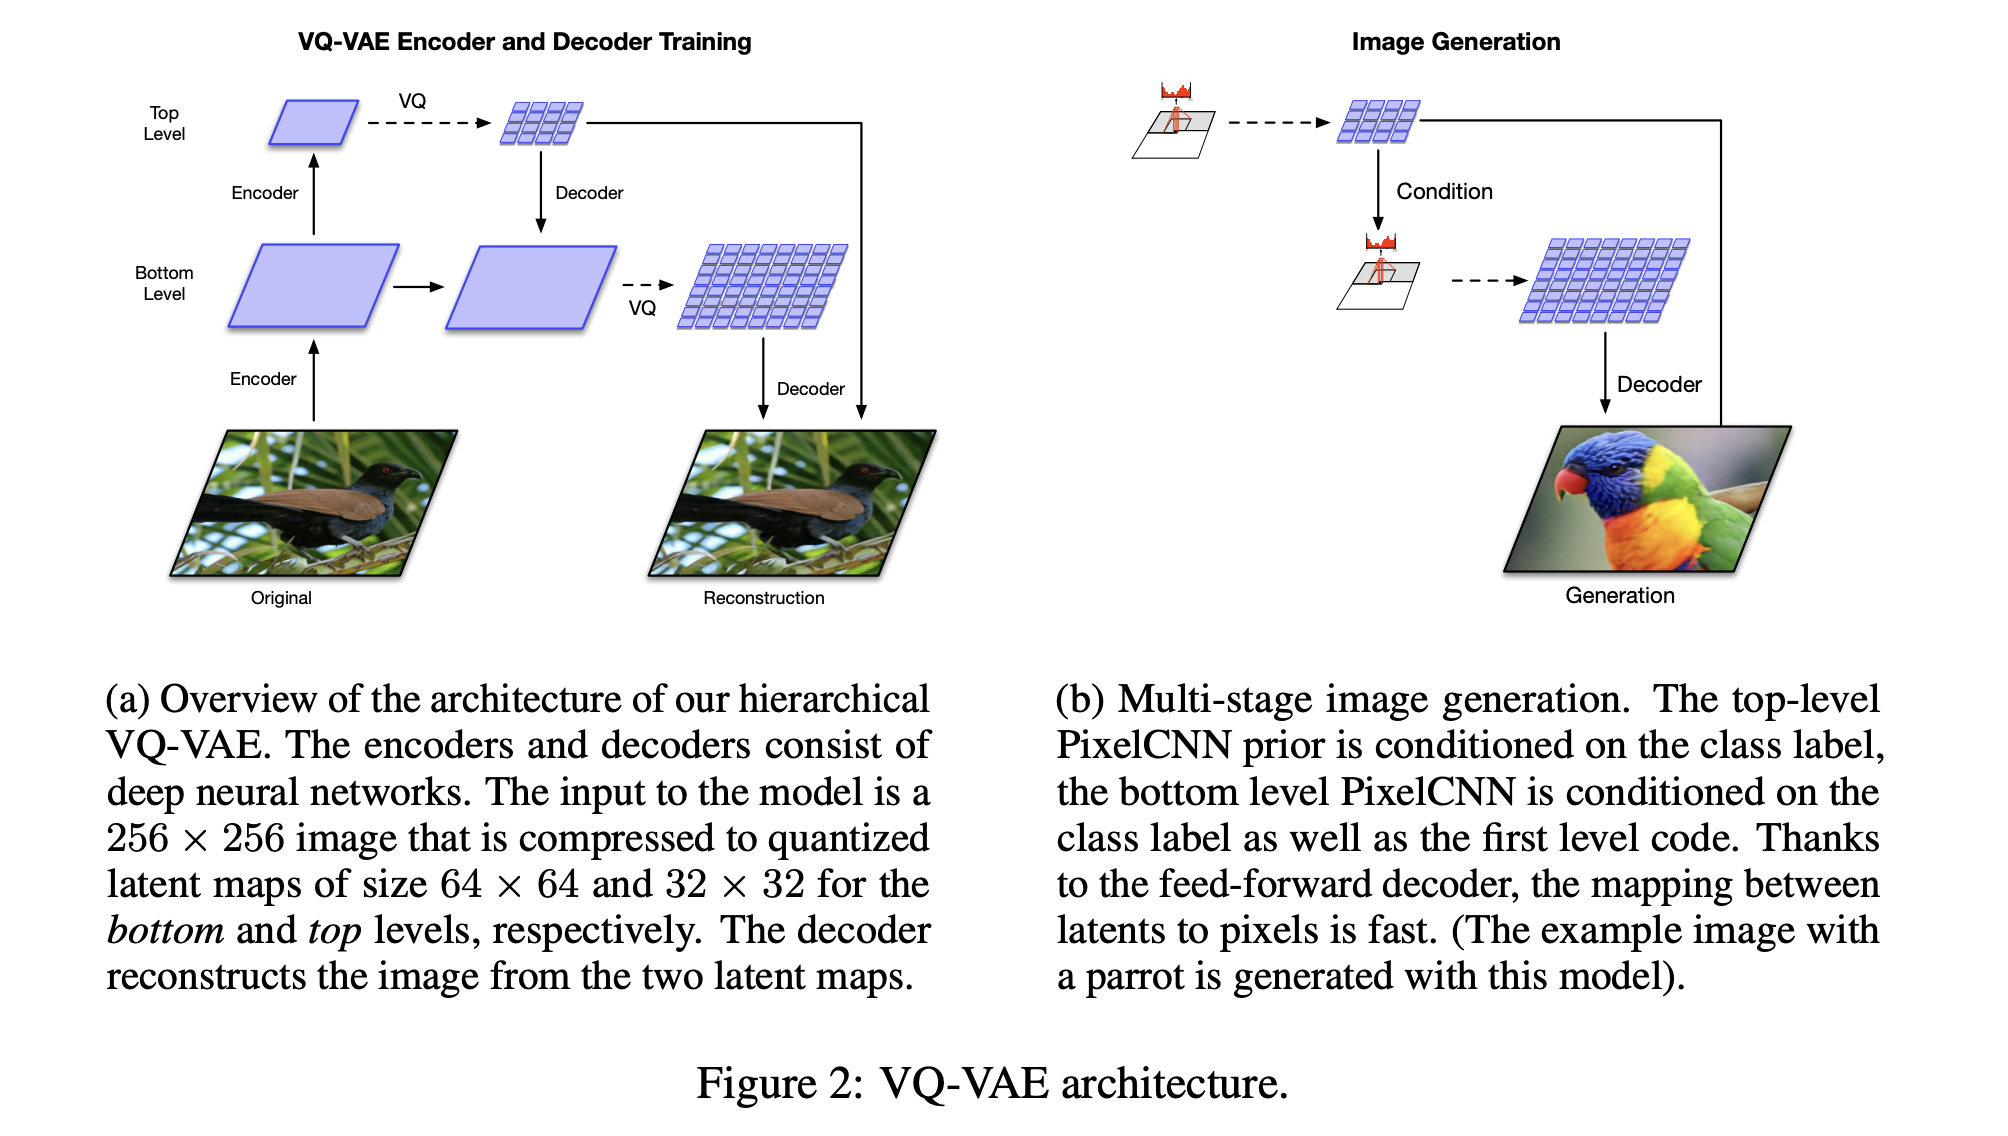 VQ-VAE Encoder and Decoder Training
Top
Level
VQ
Encoder
Decoder
Bottom
Level
VQ
Encoder
Decoder
Original
Reconstruction
Image Generation
Condition
Decoder
Generation
(a) Overview of the architecture of our hierarchical
VQ-VAE. The encoders and decoders consist of
deep neural networks. The input to the model is a
256 × 256 image that is compressed to quantized
latent maps of size 64 × 64 and 32 × 32 for the
bottom and top levels, respectively. The decoder
reconstructs the image from the two latent maps.
(b) Multi-stage image generation. The top-level
PixelCNN prior is conditioned on the class label,
the bottom level PixelCNN is conditioned on the
class label as well as the first level code. Thanks
to the feed-forward decoder, the mapping between
latents to pixels is fast. (The example image with
a parrot is generated with this model).
Figure 2: VQ-VAE architecture.